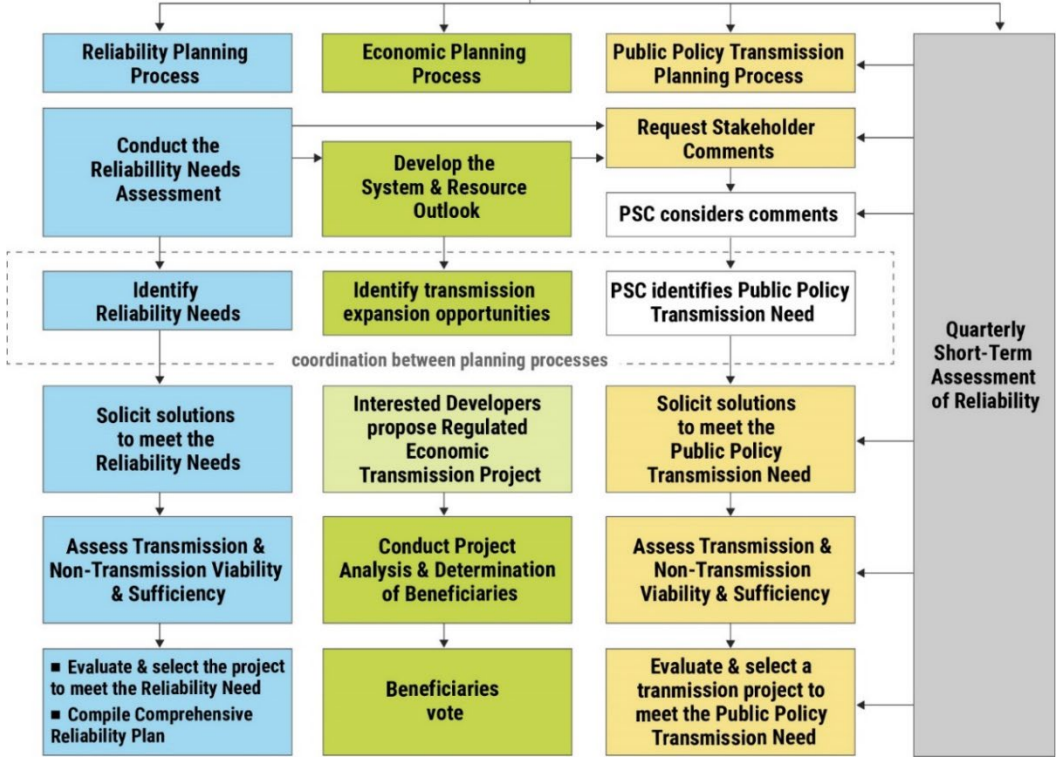 Reliability Planning
Process
Economic Planning
Process
Public Policy Transmission
Planning Process
Conduct the
Reliabillity Needs
Assessment
Develop the
System & Resource
Outlook
Request Stakeholder
Comments
PSC considers comments
Identify
Reliability Needs
Identify transmission
expansion opportunities
PSC identifies Public Policy
Transmission Need
coordination between planning processes
Solicit solutions
to meet the
Reliability Needs
Interested Developers
propose Regulated
Economic
Transmission Project
Solicit solutions
to meet the
Public Policy
Transmission Need
Assess Transmission &
Non-Transmission Viability
& Sufficiency
Conduct Project
Analysis & Determination
of Beneficiaries
Assess Transmission &
Non-Transmission
Viability & Sufficiency
■ Evaluate & select the project
to meet the Reliability Need
■ Compile Comprehensive
Reliability Plan
Beneficiaries
vote
Evaluate & select a
tranmission project to
meet the Public Policy
Transmission Need
Quarterly
Short-Term
Assessment
of Reliability